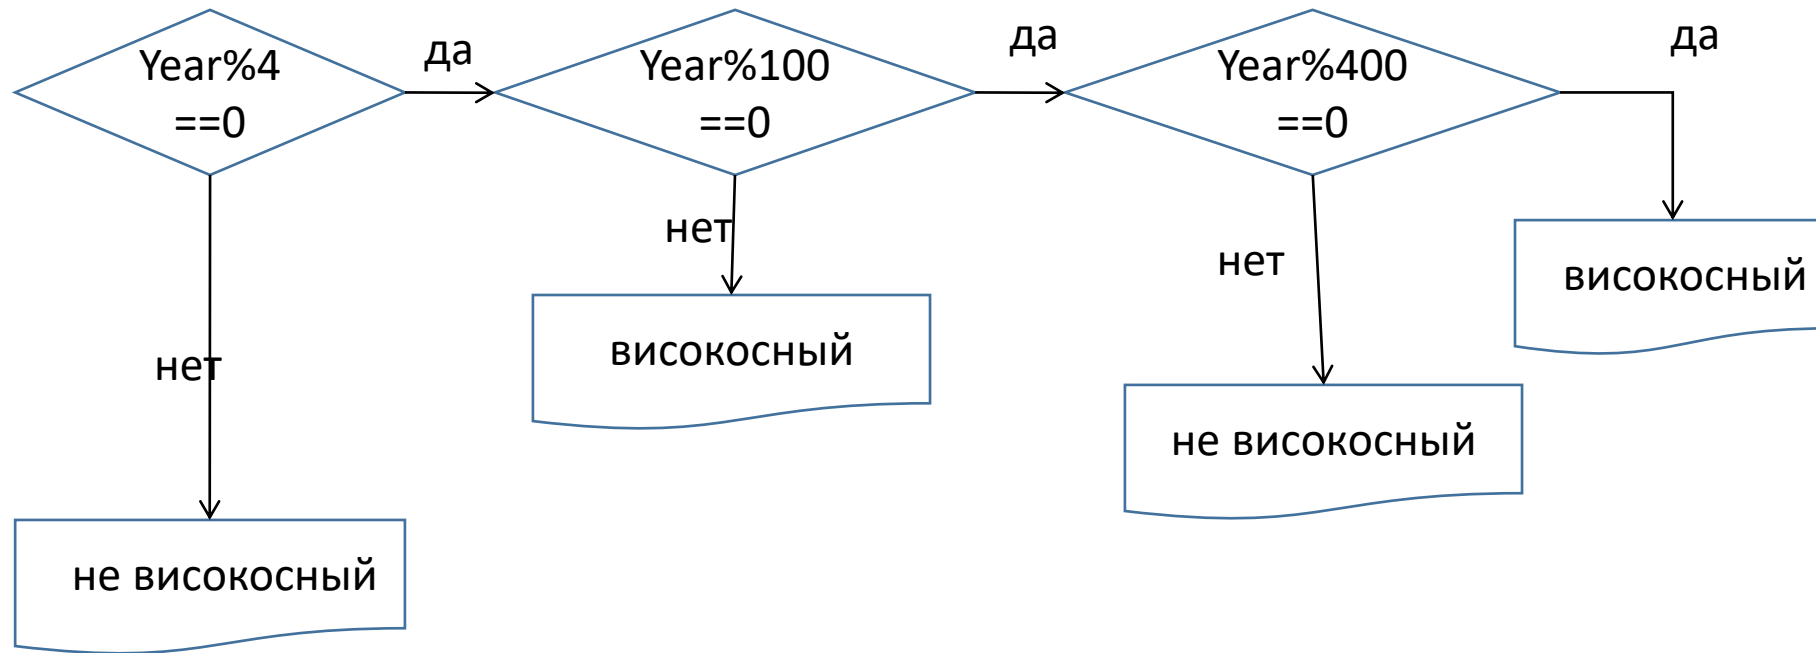 Year%4
==0
да
Year%100
==0
да
Year%400
==0
да
нет
нет
нет
високосный
високосный
не високосный
не високосный